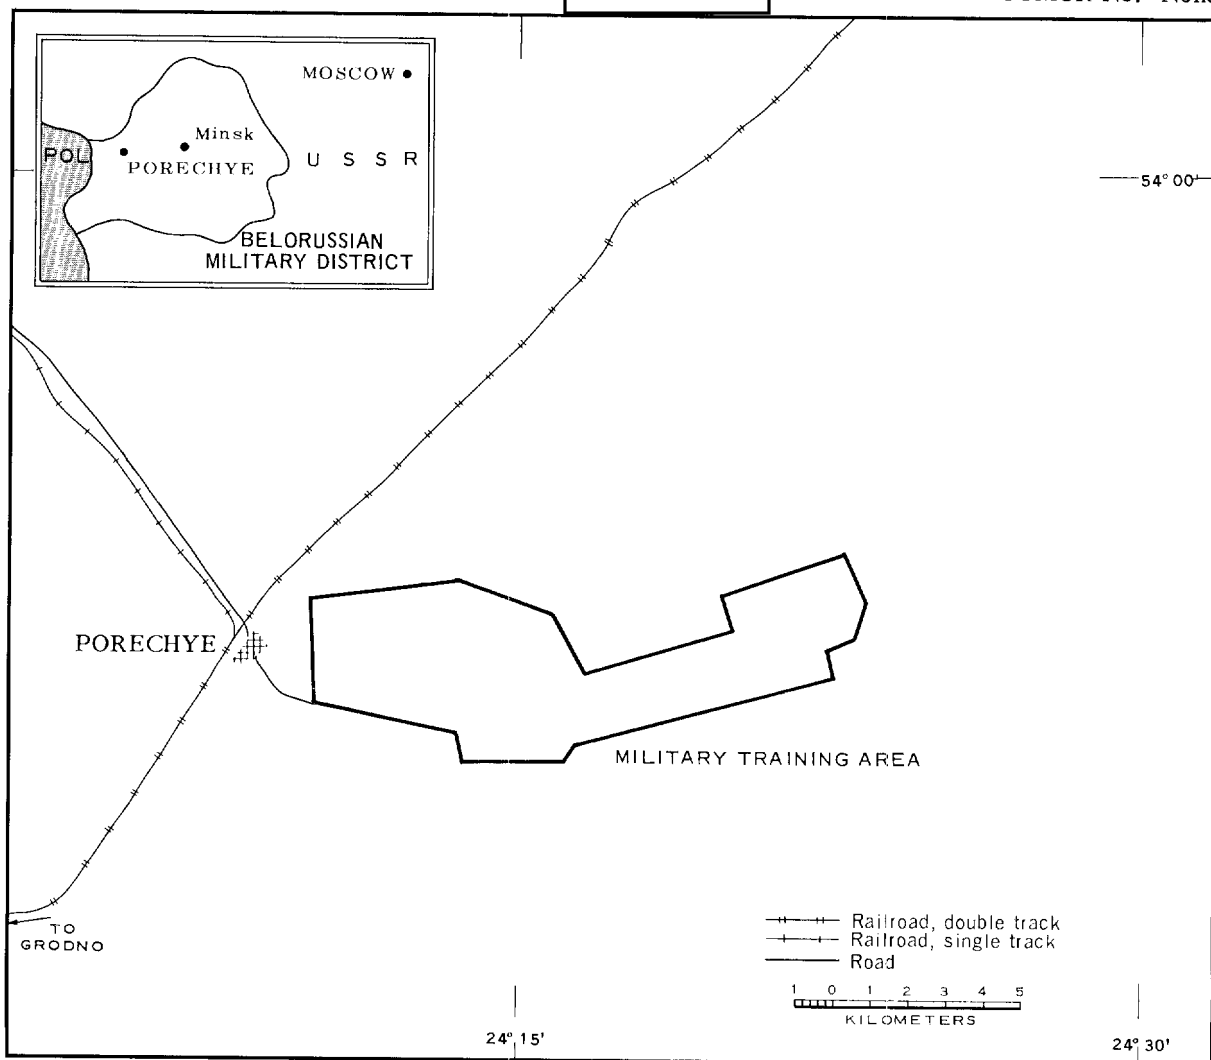 MOSCOW
Minsk
POL
PORECHYE
U S S R
BELORUSSIAN
MILITARY DISTRICT
54° 00'
PORECHYE
MILITARY TRAINING AREA
TO
GRODNO
Railroad, double track
Railroad, single track
Road
1 0 1 2 3 4 5
KILOMETERS
24° 15'
24° 30'